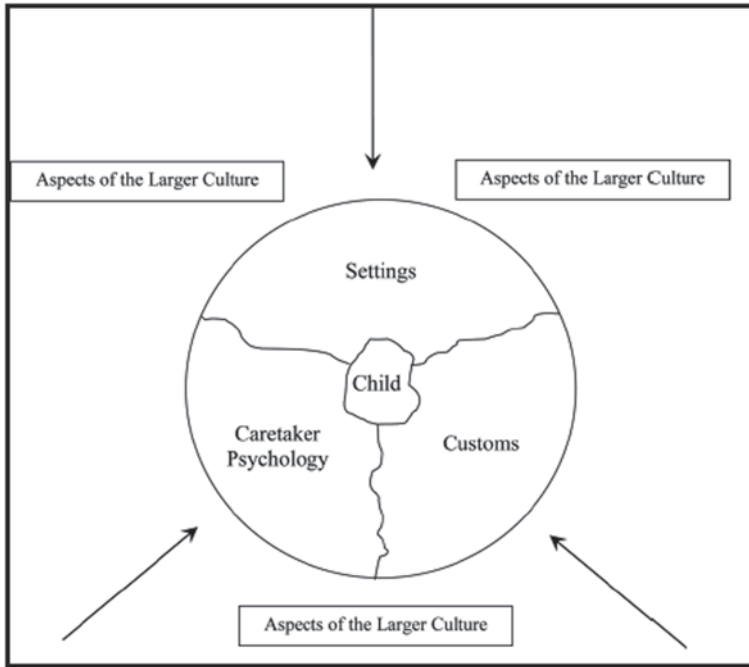 Aspects of the Larger Culture
Aspects of the Larger Culture
Settings
Child
Caretaker
Psychology
Customs
Aspects of the Larger Culture